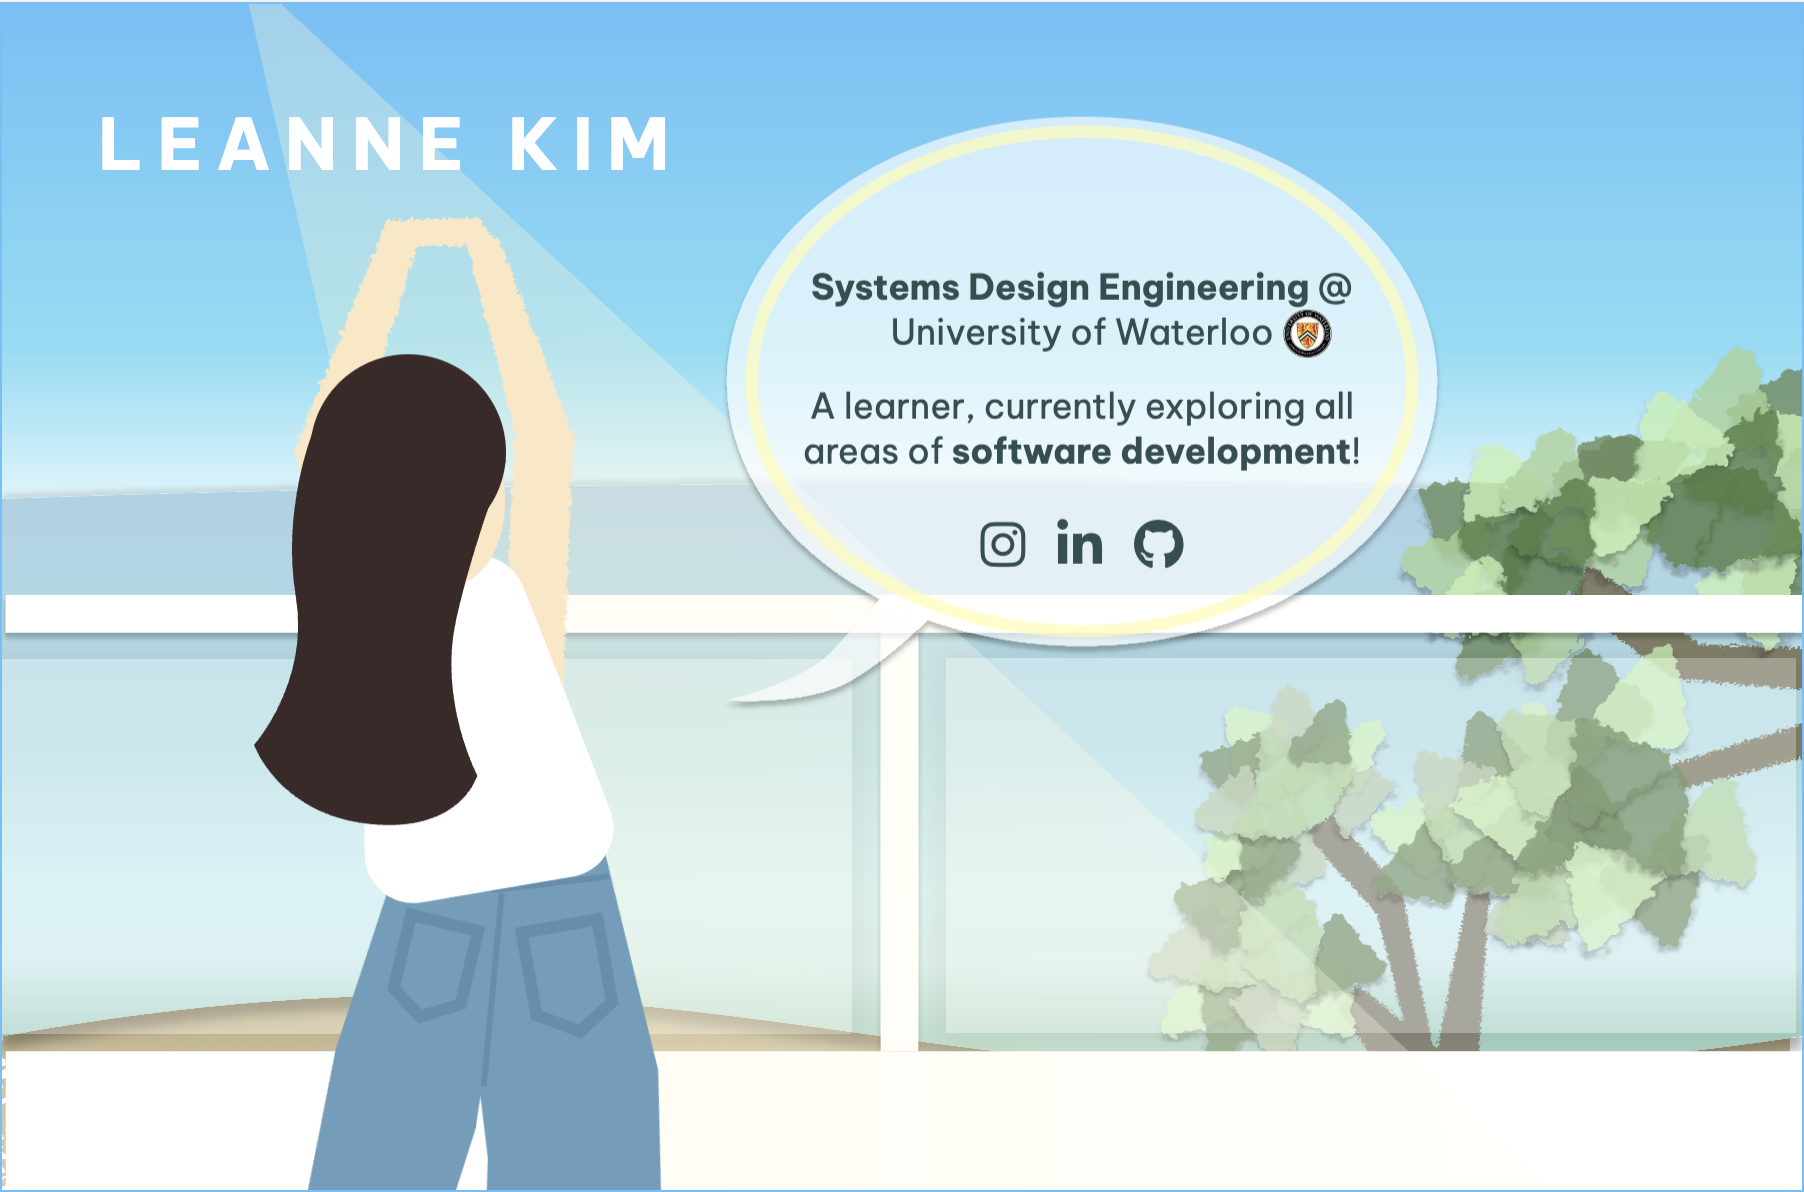 LEANNE KIM
Systems Design Engineering @
University of Waterloo
A learner, currently exploring all
areas of software development!
in